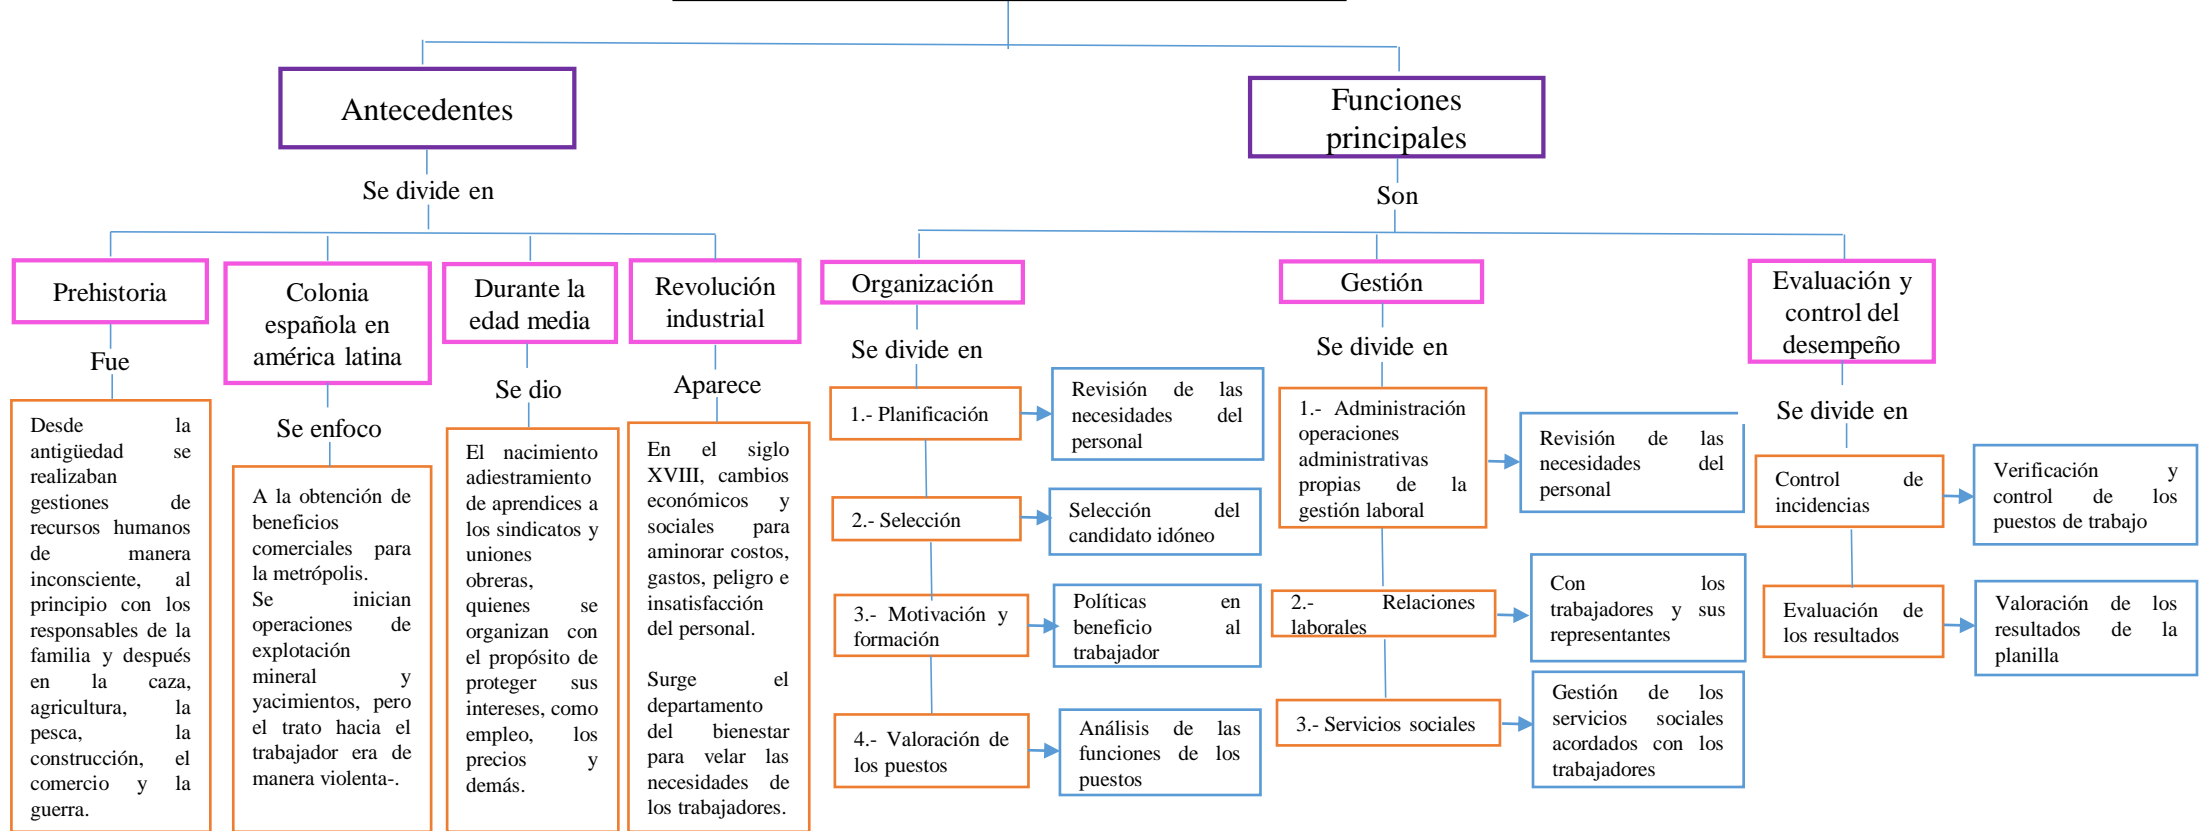 Antecedentes
Funciones
principales
Se divide en
Son
Prehistoria
Fue
Desde la
antigüedad se
realizaban
gestiones de
recursos humanos
de manera
inconsciente, al
principio con los
responsables de la
familia y después
en la caza,
agricultura, la
pesca, la
construcción, el
comercio y la
guerra.
Colonia
española en
américa latina
Se enfoco
A la obtención de
beneficios
comerciales para
la metrópolis.
Se inician
operaciones de
explotación
mineral y
yacimientos, pero
el trato hacia el
trabajador era de
manera violenta-.
Durante la
edad media
Se dio
El nacimiento
adiestramiento
de aprendices a
los sindicatos y
uniones
obreras,
quienes se
organizan con
el propósito de
proteger sus
intereses, como
empleo, los
precios y
demás.
Revolución
industrial
Aparece
En el siglo
XVIII, cambios
económicos y
sociales para
aminorar costos,
gastos, peligro e
insatisfacción
del personal.
Surge el
departamento
del bienestar
para velar las
necesidades de
los trabajadores.
Organización
Se divide en
1.- Planificación
Revisión de las
necesidades del
personal
2.- Selección
Selección del
candidato idóneo
3.- Motivación y
formación
Políticas en
beneficio al
trabajador
4.- Valoración de
los puestos
Análisis de las
funciones de los
puestos
Gestión
Se divide en
1.- Administración
operaciones
administrativas
propias de la
gestión laboral
Revisión de las
necesidades del
personal
2.- Relaciones
laborales
Con los
trabajadores y sus
representantes
3.- Servicios sociales
Gestión de los
servicios sociales
acordados con los
trabajadores
Evaluación y
control del
desempeño
Se divide en
Control de
incidencias
Verificación y
control de los
puestos de trabajo
Evaluación de
los resultados
Valoración de los
resultados de la
planilla